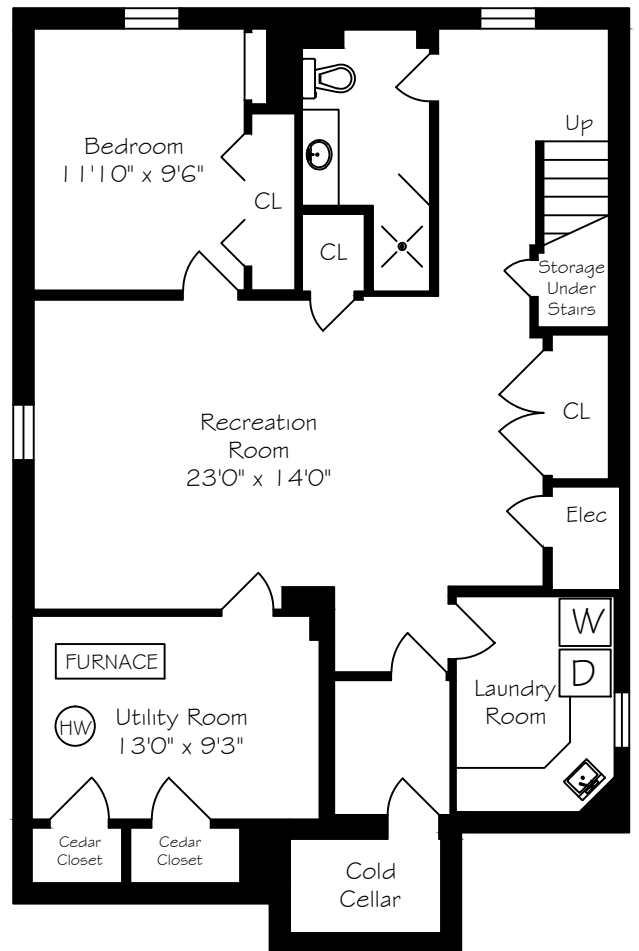 Up
Bedroom
11'10" x 9'6"
CL
CL
Storage
Under
Stairs
Recreation
Room
23'0" x 14'0"
CL
Elec
W
D
FURNACE
Laundry
Room
HW
Utility Room
13'0" x 9'3"
Cedar
Closet
Cedar
Closet
Cold
Cellar